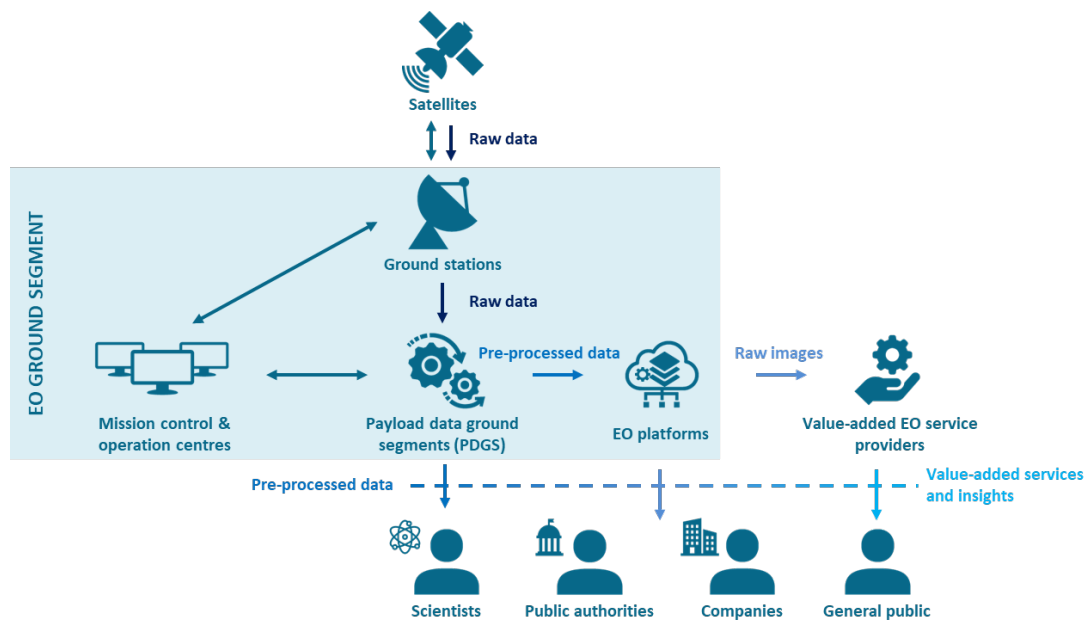 Satellites
Raw data
EO GROUND SEGMENT
Ground stations
Raw data
Pre-processed data
Raw images
Mission control &
operation centres
Payload data ground
segments (PDGS)
EO platforms
Value-added EO service
providers
Pre-processed data
Value-added services
and insights
Scientists
Public authorities
Companies
General public